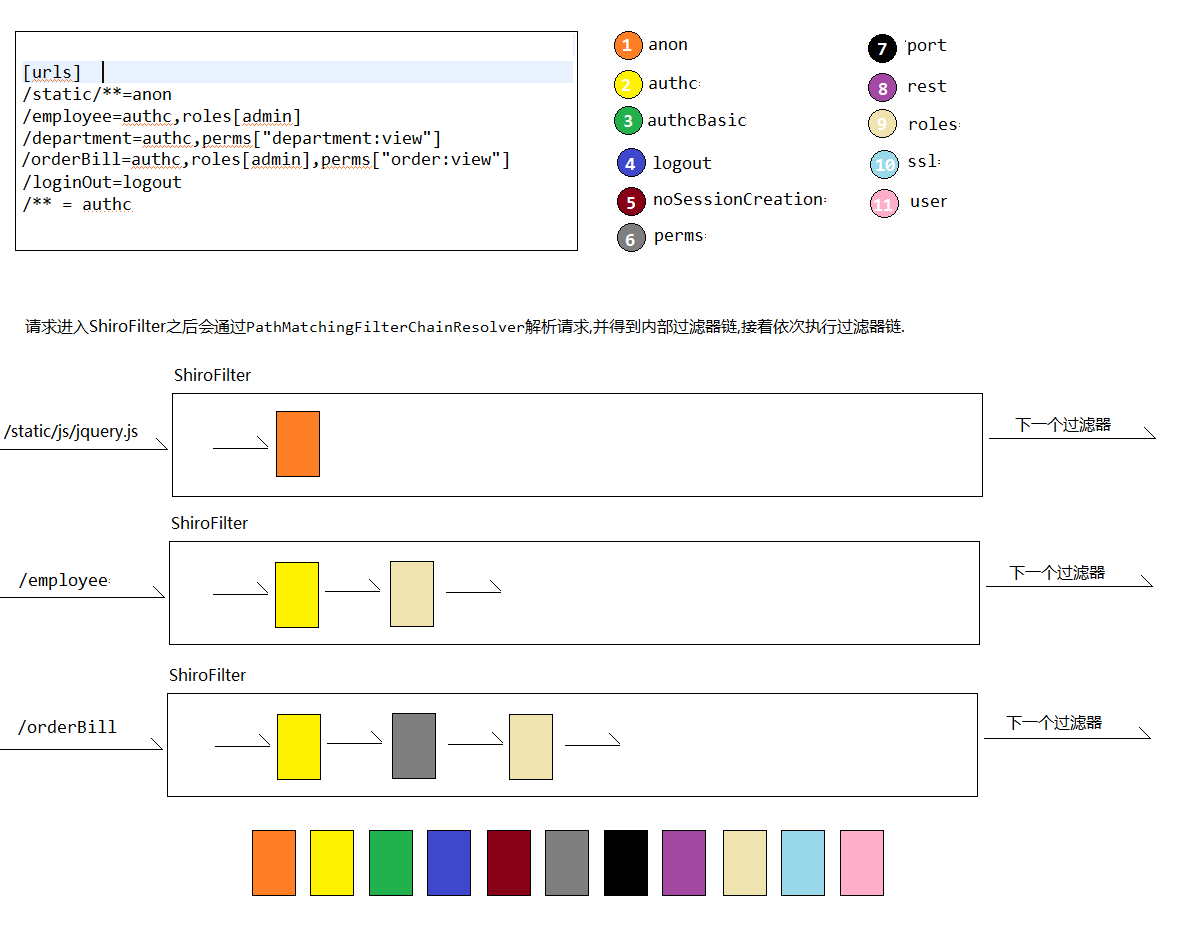 [urls]
/static/**=anon
/employee=authc,roles[admin]
/department=authc,perms["department:view"]
/orderBill=authc,roles[admin],perms["order:view"]
/loginOut=logout
/** = authc
1 anon
2 authc
3 authcBasic
4 logout
5 noSessionCreation
6 perms
7 port
8 rest
9 roles
10 ssl
11 user
请求进入ShiroFilter之后会通过PathMatchingFilterChainResolver解析请求,并得到内部过滤器链,接着依次执行过滤器链.
ShiroFilter
/static/js/jquery.js
下一个过滤器
ShiroFilter
/employee
下一个过滤器
ShiroFilter
/orderBill
下一个过滤器